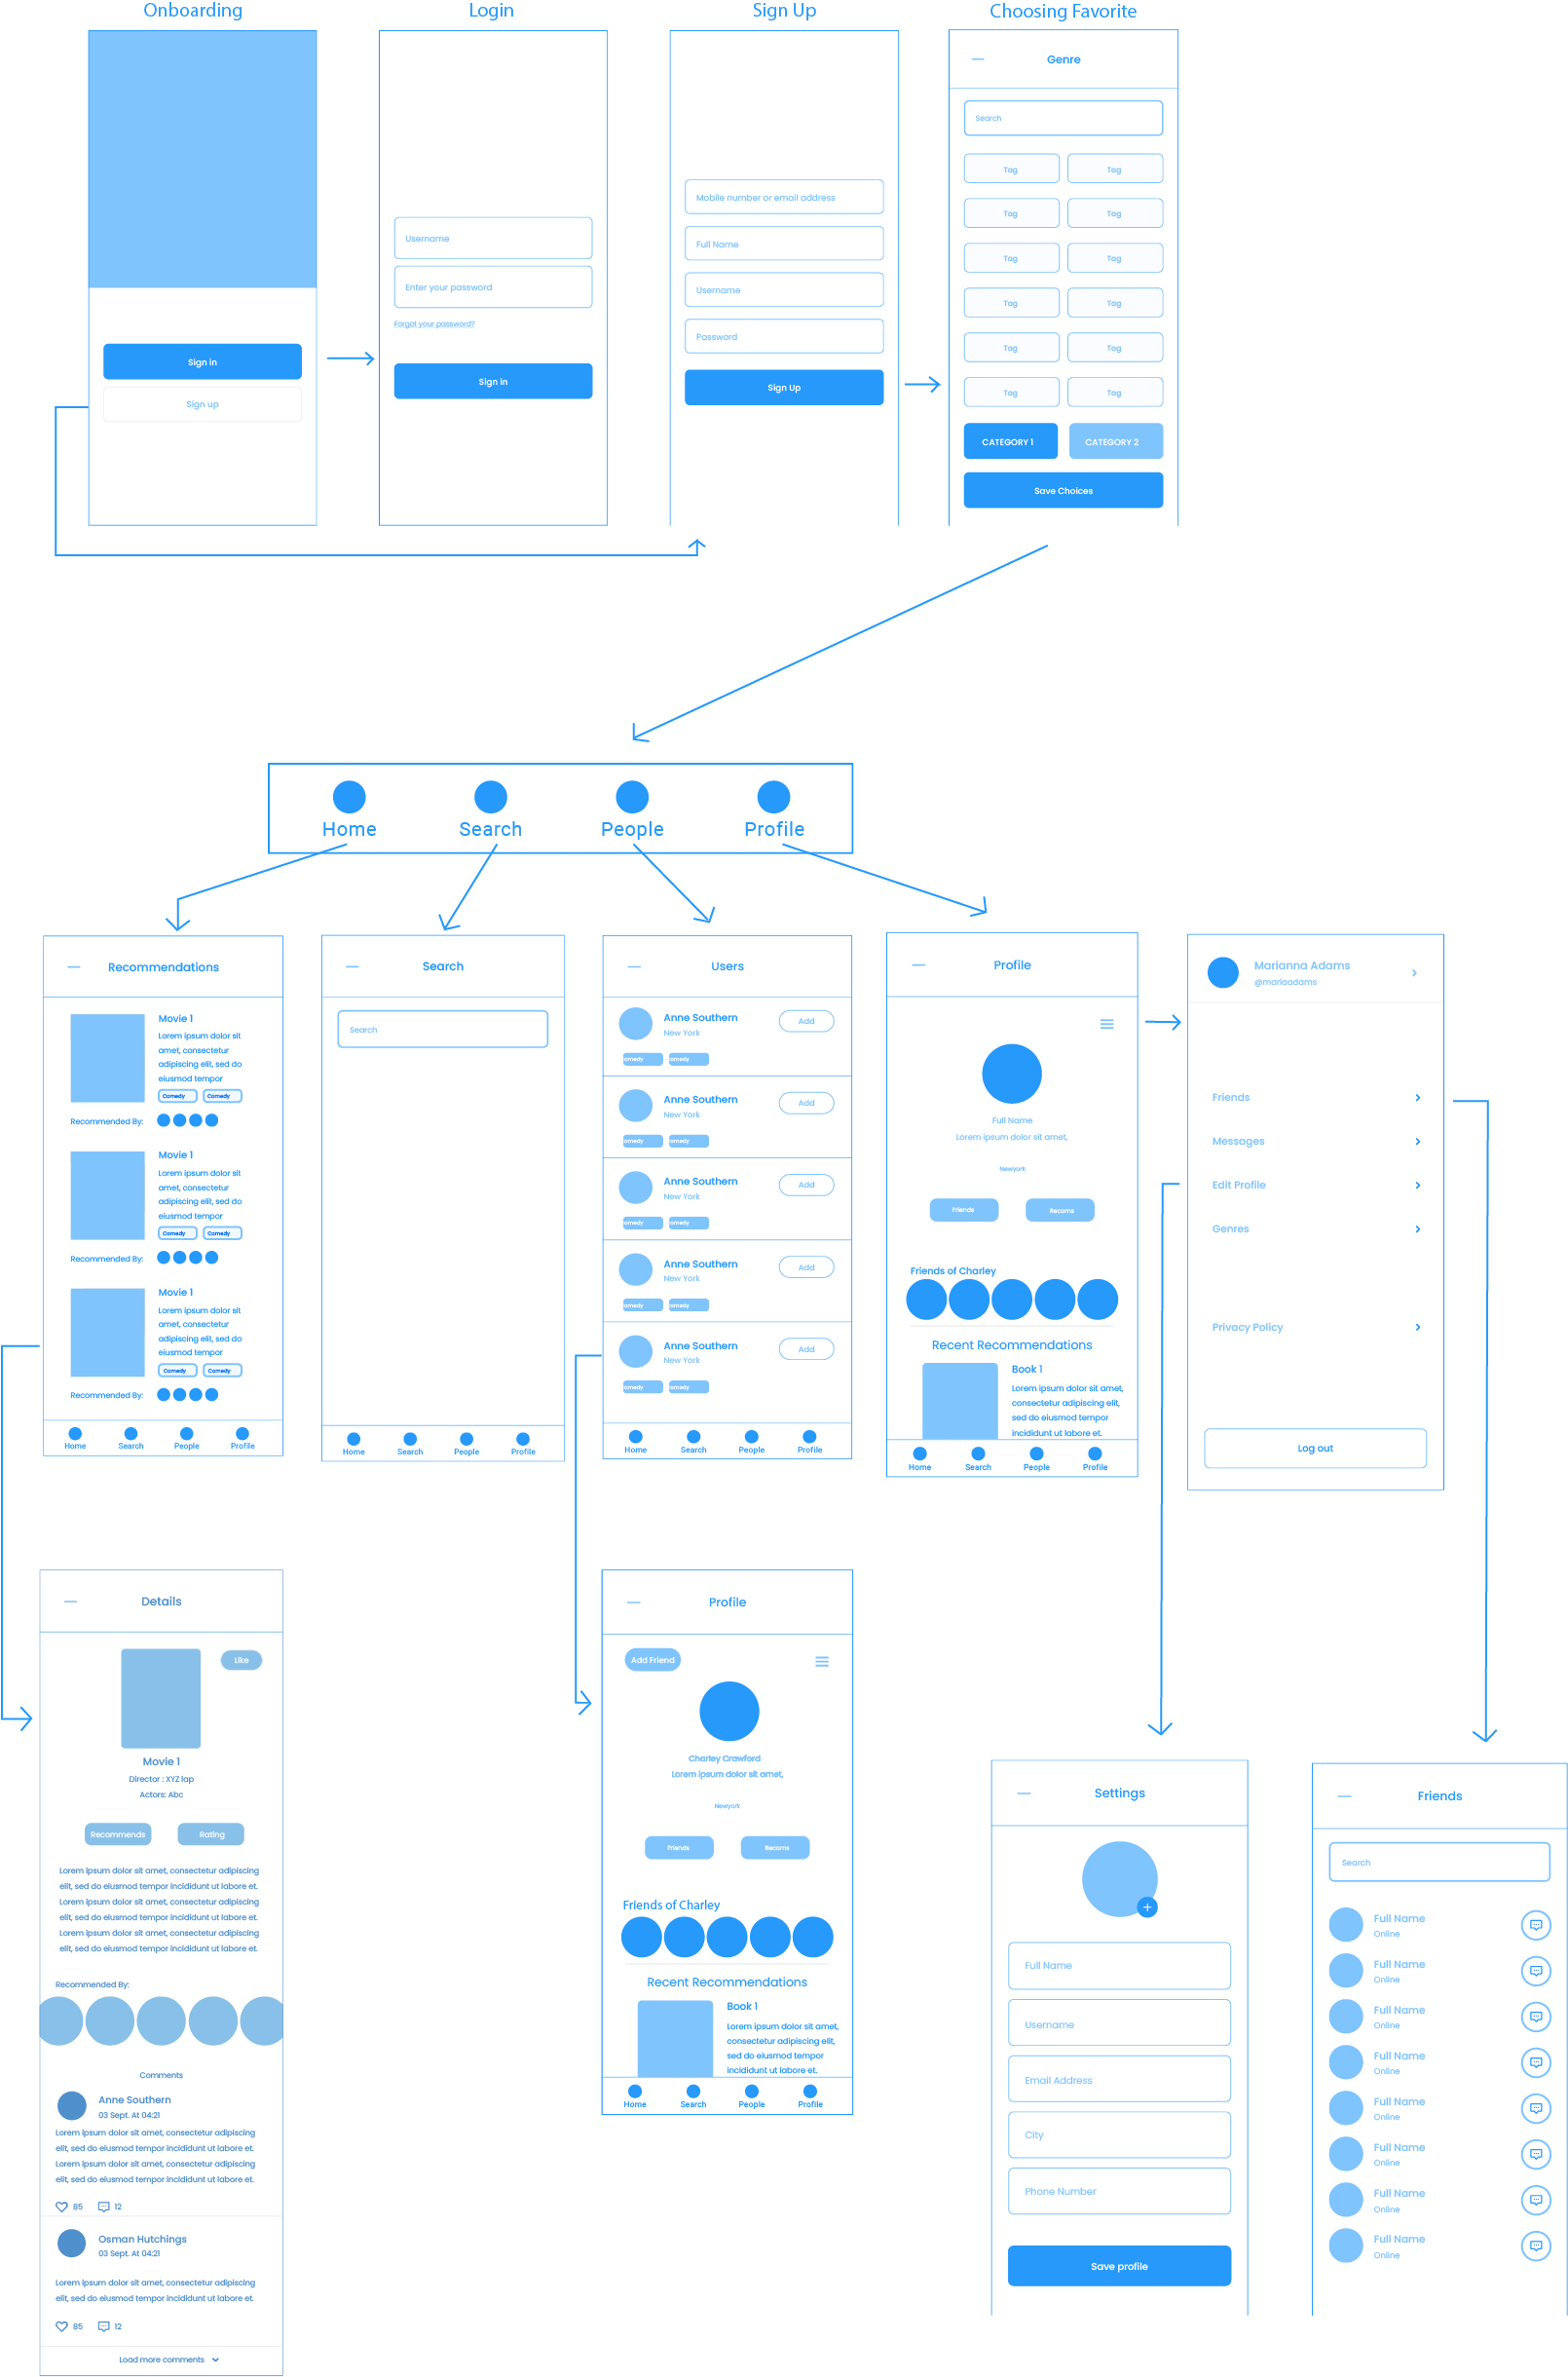 Onboarding
Sign in
Sign up
Login
Username
Enter your password
Forgot your password?
Sign in
Sign Up
Mobile number or email address
Full Name
Username
Password
Sign Up
Choosing Favorite
Genre
Search
Tag Tag
Tag Tag
Tag Tag
Tag Tag
Tag Tag
Tag Tag
CATEGORY 1 CATEGORY 2
Save Choices
Home Search People Profile
Recommendations
Movie 1
Lorem ipsum dolor sit
amet, consectetur
adipiscing elit, sed do
eiusmod tempor
Comedy Comedy
Recommended By:
Movie 1
Lorem ipsum dolor sit
amet, consectetur
adipiscing elit, sed do
eiusmod tempor
Comedy Comedy
Recommended By:
Movie 1
Lorem ipsum dolor sit
amet, consectetur
adipiscing elit, sed do
eiusmod tempor
Comedy Comedy
Recommended By:
Home Search People Profile
Search
Search
Home Search People Profile
Users
Anne Southern
New York
Add
omedy omedy
Anne Southern
New York
Add
omedy omedy
Anne Southern
New York
Add
omedy omedy
Anne Southern
New York
Add
omedy omedy
Anne Southern
New York
Add
omedy omedy
Home Search People Profile
Profile
Full Name
Lorem ipsum dolor sit amet,
Newyork
Friends Recoms
Friends of Charley
Recent Recommendations
Book 1
Lorem ipsum dolor sit amet,
consectetur adipiscing elit,
sed do eiusmod tempor
incididunt ut labore et.
Home Search People Profile
Marianna Adams
@mariaadams
Friends
Messages
Edit Profile
Genres
Privacy Policy
Log out
Details
Like
Movie 1
Director : XYZ lap
Actors: Abc
Recommends Rating
Lorem ipsum dolor sit amet, consectetur adipiscing
elit, sed do eiusmod tempor incididunt ut labore et.
Lorem ipsum dolor sit amet, consectetur adipiscing
elit, sed do eiusmod tempor incididunt ut labore et.
Lorem ipsum dolor sit amet, consectetur adipiscing
elit, sed do eiusmod tempor incididunt ut labore et.
Recommended By:
Comments
Anne Southern
03 Sept. At 04:21
Lorem ipsum dolor sit amet, consectetur adipiscing
elit, sed do eiusmod tempor incididunt ut labore et.
Lorem ipsum dolor sit amet, consectetur adipiscing
elit, sed do eiusmod tempor incididunt ut labore et.
85 12
Osman Hutchings
03 Sept. At 04:21
Lorem ipsum dolor sit amet, consectetur adipiscing
elit, sed do eiusmod tempor incididunt ut labore et.
85 12
Load more comments
Profile
Add Friend
Charley Crawford
Lorem ipsum dolor sit amet,
Newyork
Friends Recoms
Friends of Charley
Recent Recommendations
Book 1
Lorem ipsum dolor sit amet,
consectetur adipiscing elit,
sed do eiusmod tempor
incididunt ut labore et.
Home Search People Profile
Settings
Full Name
Username
Email Address
City
Phone Number
Save profile
Friends
Search
Full Name
Online
Full Name
Online
Full Name
Online
Full Name
Online
Full Name
Online
Full Name
Online
Full Name
Online
Full Name
Online